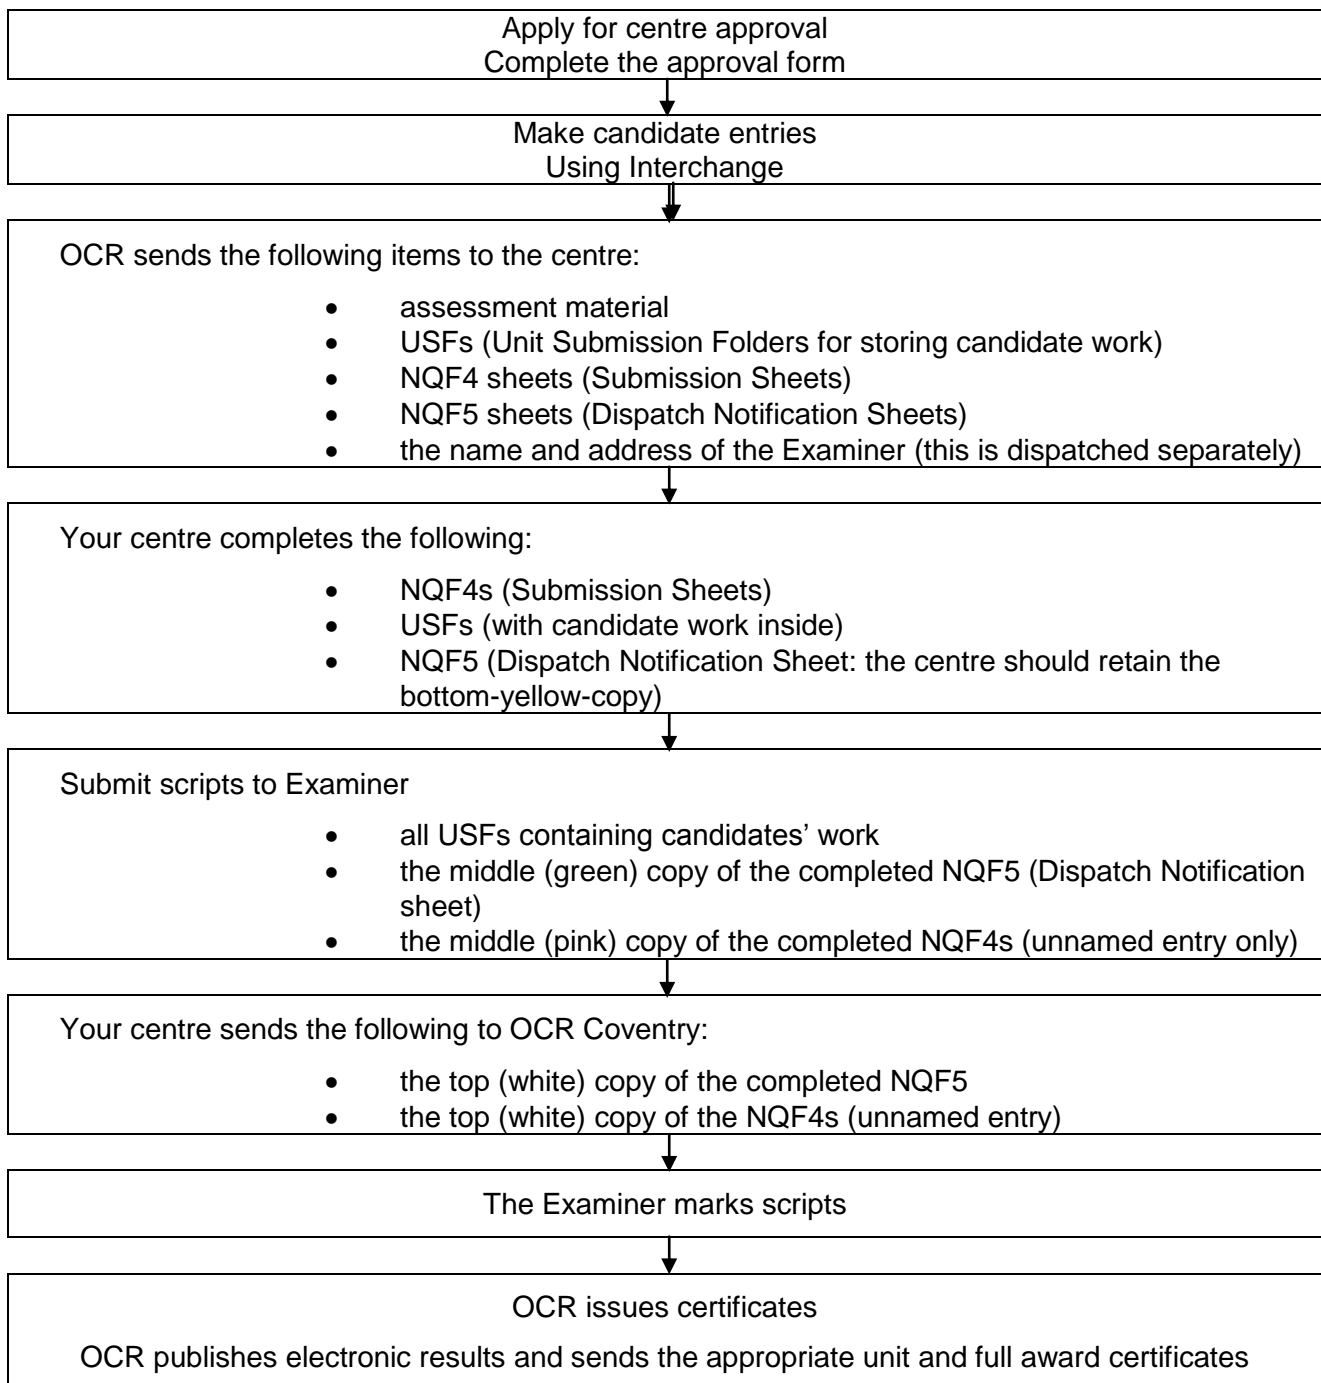 Apply for centre approval
Complete the approval form
Make candidate entries
Using Interchange
OCR sends the following items to the centre:
• assessment material
• USFs (Unit Submission Folders for storing candidate work)
• NQF4 sheets (Submission Sheets)
• NQF5 sheets (Dispatch Notification Sheets)
• the name and address of the Examiner (this is dispatched separately)
Your centre completes the following:
• NQF4s (Submission Sheets)
• USFs (with candidate work inside)
• NQF5 (Dispatch Notification Sheet: the centre should retain the
bottom-yellow-copy)
Submit scripts to Examiner
• all USFs containing candidates’ work
• the middle (green) copy of the completed NQF5 (Dispatch Notification
sheet)
• the middle (pink) copy of the completed NQF4s (unnamed entry only)
Your centre sends the following to OCR Coventry:
• the top (white) copy of the completed NQF5
• the top (white) copy of the NQF4s (unnamed entry)
The Examiner marks scripts
OCR issues certificates
OCR publishes electronic results and sends the appropriate unit and full award certificates